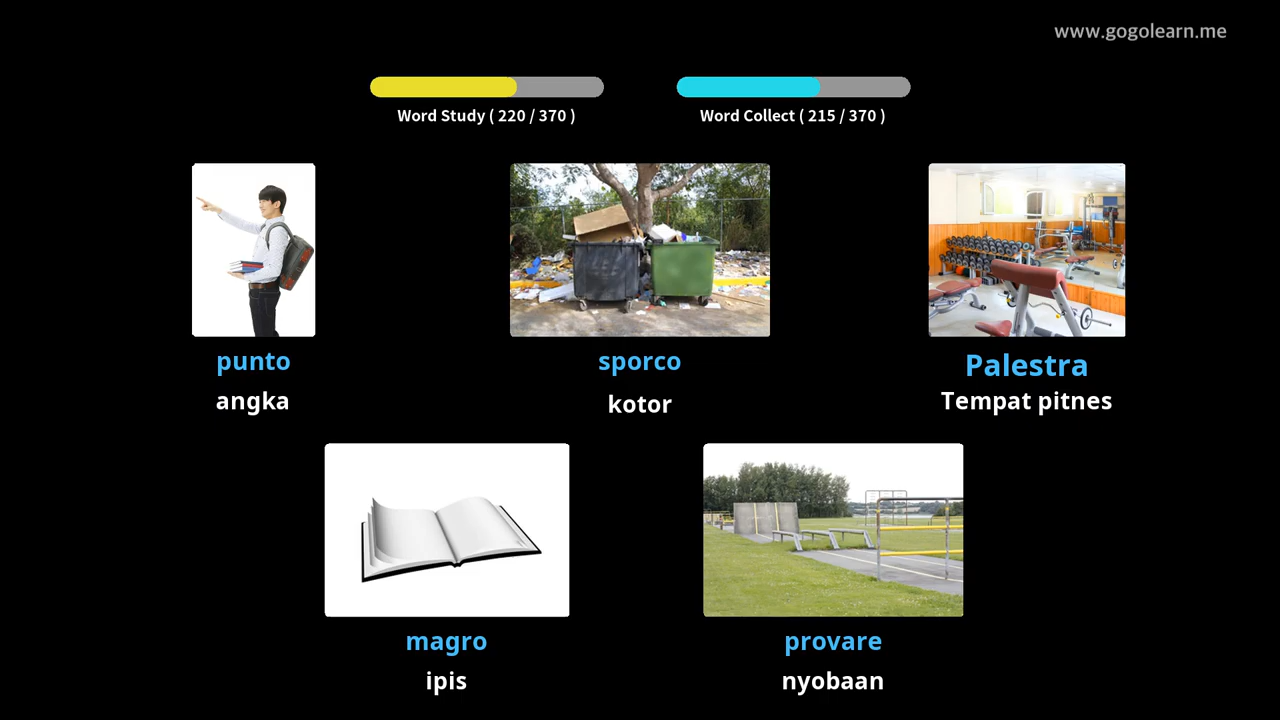 www.gogolearn.me
Word Study ( 220 / 370 )
Word Collect ( 215 / 370 )
punto
angka
sporco
kotor
Palestra
Tempat pitnes
magro
ipis
provare
nyobaan